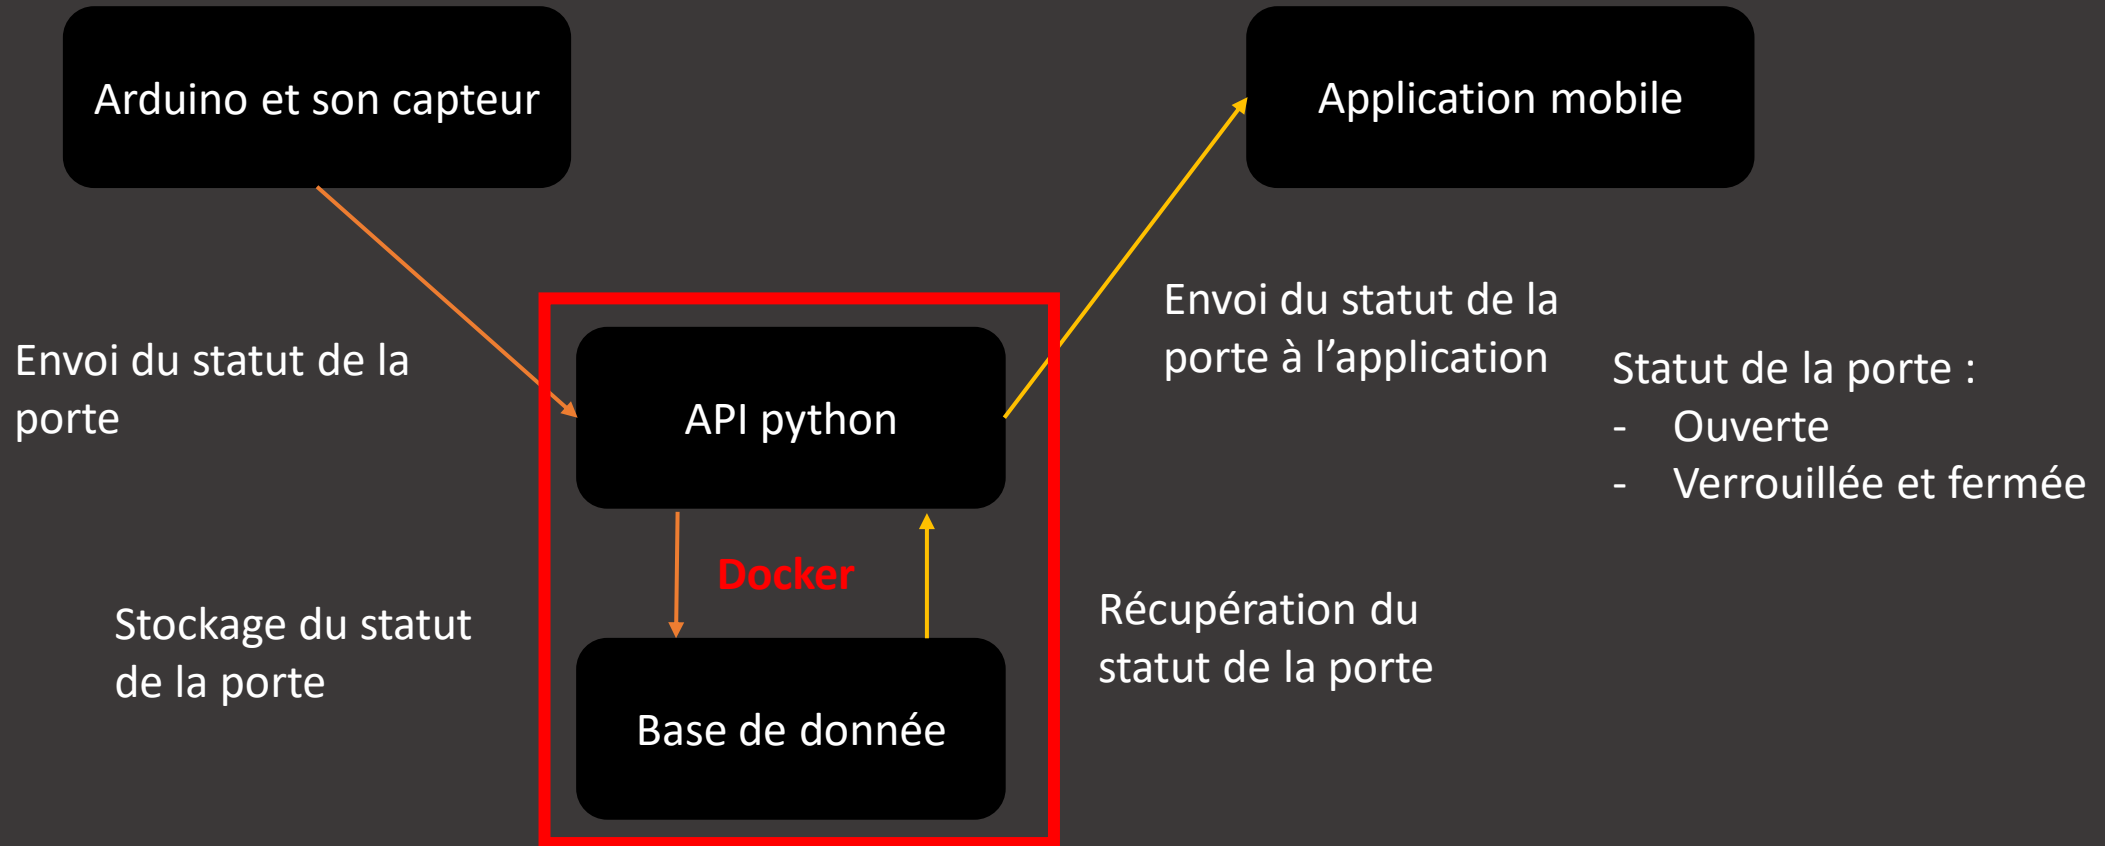 Arduino et son capteur
Application mobile
Envoi du statut de la
porte
API python
Envoi du statut de la
porte à l’application
Statut de la porte :
- Ouverte
- Verrouillée et fermée
Docker
Stockage du statut
de la porte
Récupération du
statut de la porte
Base de donnée